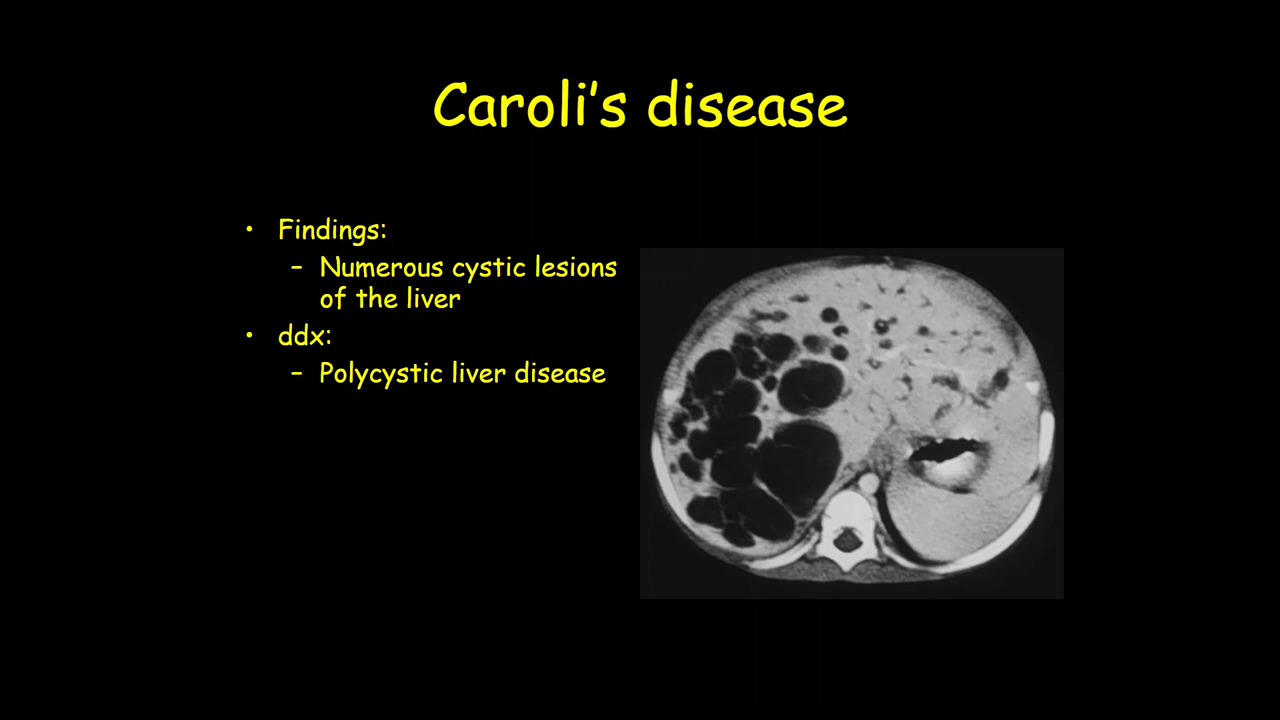 Caroli's disease
• Findings:
– Numerous cystic lesions
of the liver
• ddx:
– Polycystic liver disease